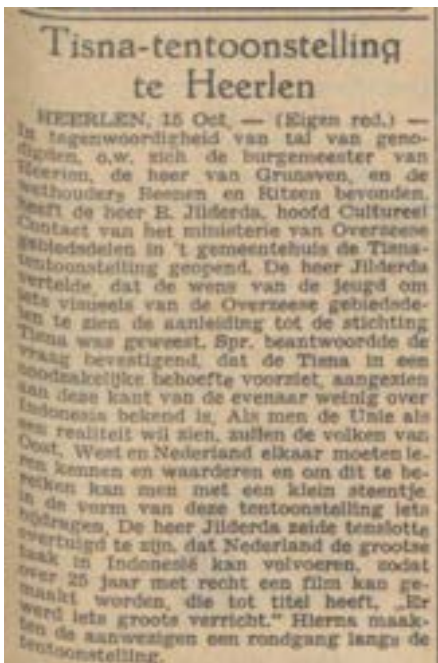 Tisna-tentoonstelling
te Heerlen
HEERLEN, 15 Oct. — (Eigen red.) —
In tegenwoordigheid van tal van geno-
digden, o.w. zich de burgemeester van
Heerlen, de heer van Grunsven, en de
wethouders Reenen en Ritzen bevonden,
heeft de heer B. Jilderda, hoofd Cultureel
Contact van het ministerie van Overzeese
gebiedsdelen in 't gemeentehuis de Tisna-
tentoonstelling geopend. De heer Jilderda
vertelde, dat de wens van de jeugd om
iets visueels van de Overzeese gebiedsde-
len te zien de aanleiding tot de stichting
Tisna was geweest. Spr. beantwoordde de
vraag bevestigend, dat de Tisna in een
noodzakelijke behoefte voorziet, aangezien
aan deze kant van de evenaar weinig over
Indonesia bekend is. Als men de Unie als
een realiteit wil zien, zullen de volken van
Oost, West en Nederland elkaar moeten le-
ren kennen en waarderen en om dit te be-
reiken kan men met een klein steentje
in de vorm van deze tentoonstelling iets
bijdragen. De heer Jilderda zeide tenslotte
overtuigd te zijn, dat Nederland de grootse
taak in Indonesië kan volvoeren, zodat
over 25 jaar met recht een film kan ge-
maakt worden, die tot titel heeft, „Er
werd iets groots verricht." Hierna maak-
ten de aanwezigen een rondgang langs de
tentoonstelling.